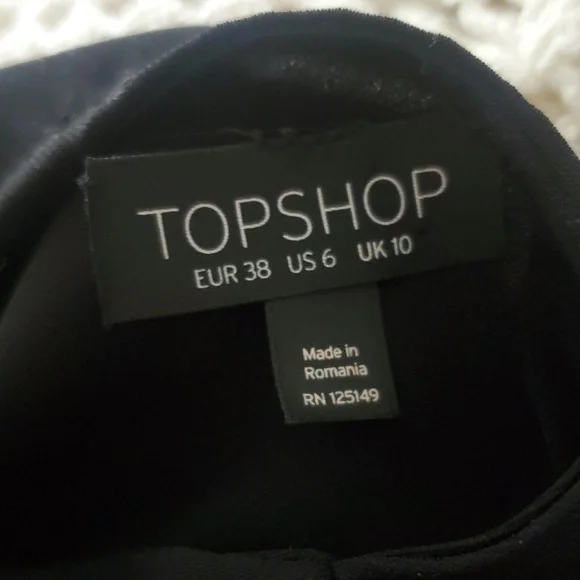 TOPSHOP
EUR 38 US 6 UK 10
Made in
Romania
RN 125149